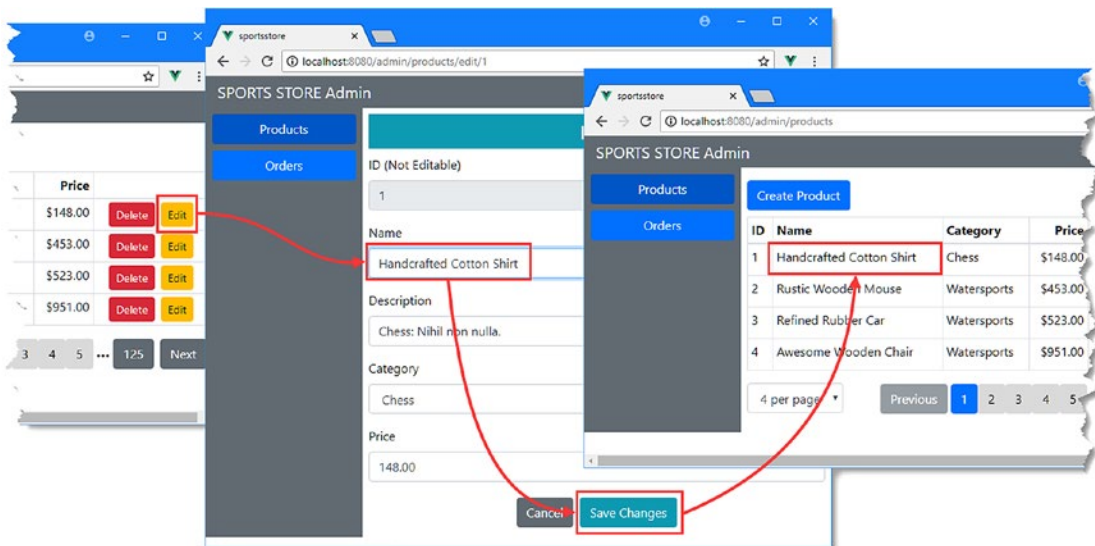 Price
$148.00 Delete Edit
$453.00 Delete Edit
$523.00 Delete Edit
$951.00 Delete Edit
3 4 5 ... 125 Next
sportsstore
localhost:8080/admin/products/edit/1
SPORTS STORE Admin
Products
Orders
ID (Not Editable)
1
Name
Handcrafted Cotton Shirt
Description
Chess: Nihil non nulla.
Category
Chess
Price
148.00
Cancel Save Changes
sportsstore
localhost:8080/admin/products
SPORTS STORE Admin
Products
Orders
Create Product
ID Name Category Price
1 Handcrafted Cotton Shirt Chess $148.00
2 Rustic Wooden Mouse Watersports $453.00
3 Refined Rubber Car Watersports $523.00
4 Awesome Wooden Chair Watersports $951.00
4 per page Previous 1 2 3 4 5